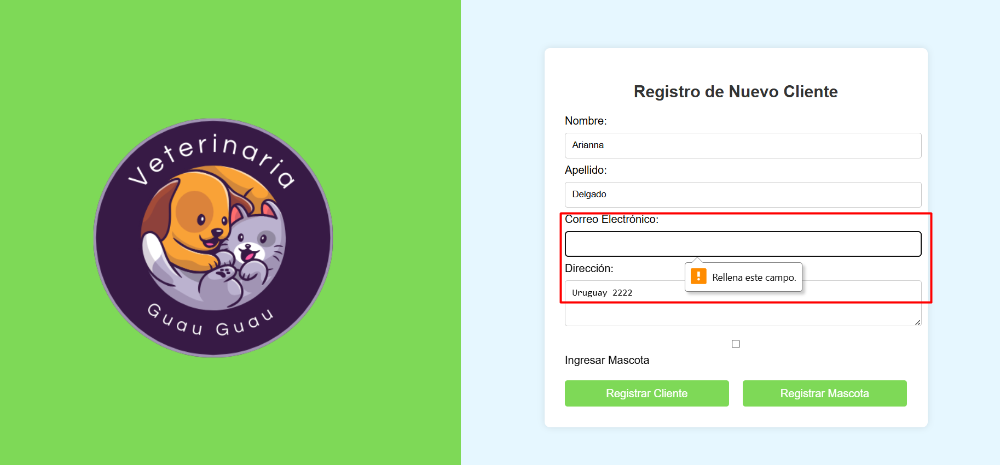 Veterinaria
Guau Guau
Registro de Nuevo Cliente
Nombre:
Arianna
Apellido:
Delgado
Correo Electrónico:
Rellena este campo.
Dirección:
Uruguay 2222
Ingresar Mascota
Registrar Cliente
Registrar Mascota